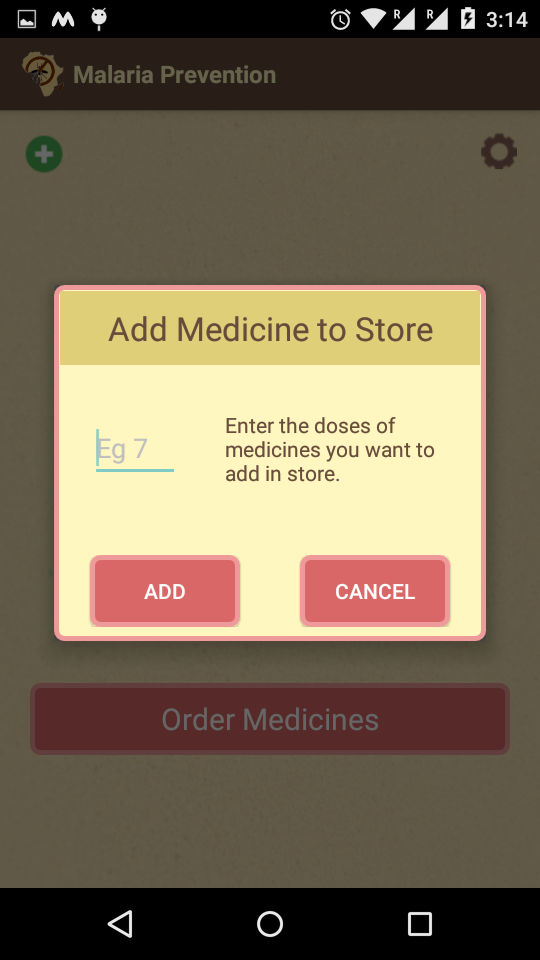 3:14
Malaria Prevention
Add Medicine to Store
Eg 7
Enter the doses of
medicines you want to
add in store.
ADD
CANCEL
Order Medicines